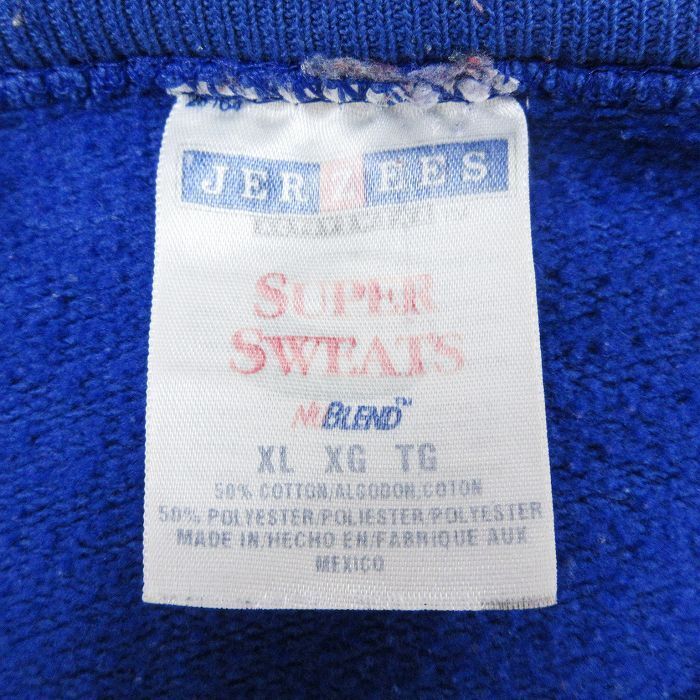 JERZEES
SUPER
SWEATS
NuBLEND™
XL XG TG
50% COTTON/ALGODON,COTON
50% POLYESTER/POLIESTER/POLYESTER
MADE IN/HECHO EN/FABRIQUE AUX
MEXICO